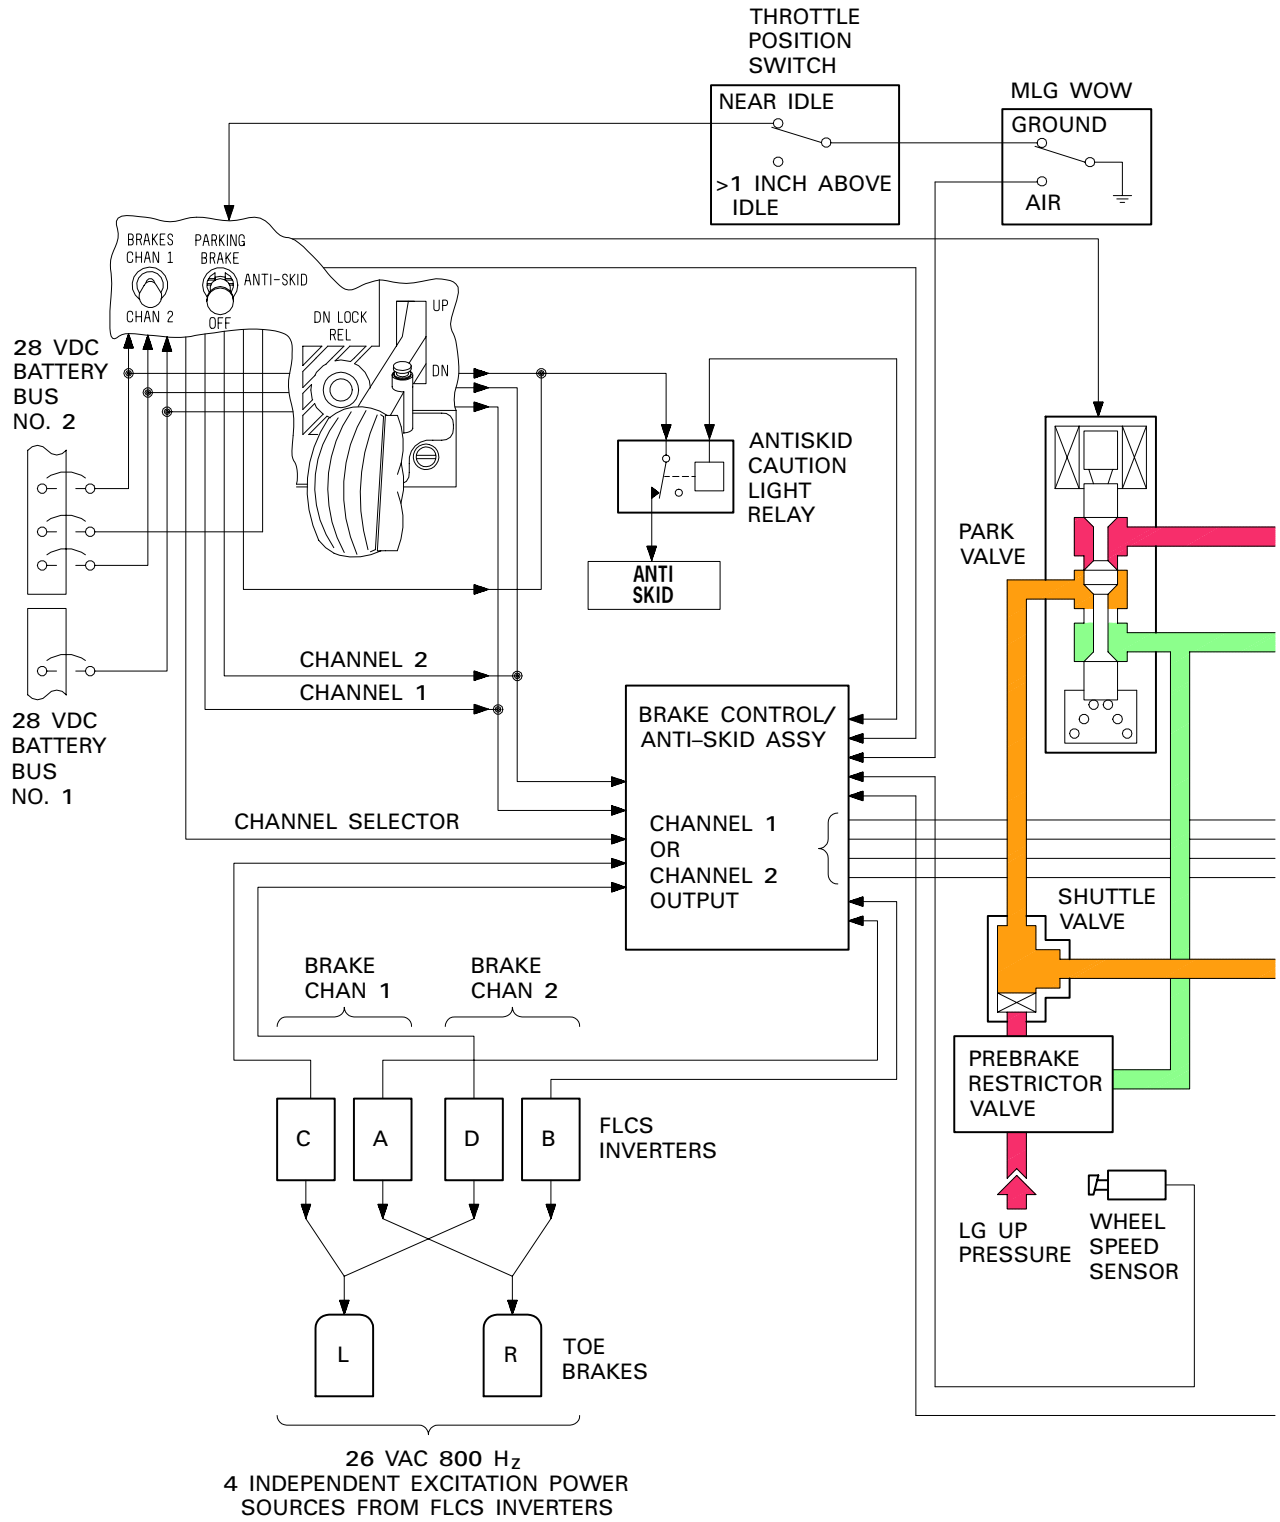 THROTTLE
POSITION
SWITCH
NEAR IDLE
>1 INCH ABOVE
IDLE
MLG WOW
GROUND
AIR
BRAKES
CHAN 1
CHAN 2
PARKING
BRAKE
ANTI-SKID
OFF
DN LOCK
REL
UP
DN
28 VDC
BATTERY
BUS
NO. 2
28 VDC
BATTERY
BUS
NO. 1
ANTISKID
CAUTION
LIGHT
RELAY
ANTI
SKID
PARK
VALVE
CHANNEL 2
CHANNEL 1
CHANNEL SELECTOR
BRAKE CONTROL/
ANTI–SKID ASSY
CHANNEL 1
OR
CHANNEL 2
OUTPUT
SHUTTLE
VALVE
BRAKE
CHAN 1
BRAKE
CHAN 2
C
A
D
B
FLCS
INVERTERS
PREBRAKE
RESTRICTOR
VALVE
LG UP
PRESSURE
WHEEL
SPEED
SENSOR
L
R
TOE
BRAKES
26 VAC 800 Hz
4 INDEPENDENT EXCITATION POWER
SOURCES FROM FLCS INVERTERS